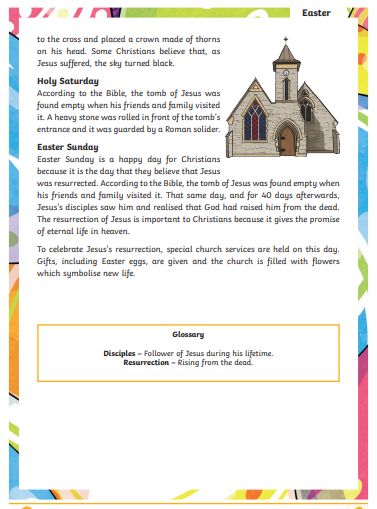 Easter
to the cross and placed a crown made of thorns
on his head. Some Christians believe that, as
Jesus suffered, the sky turned black.
Holy Saturday
According to the Bible, the tomb of Jesus was
found empty when his friends and family visited
it. A heavy stone was rolled in front of the tomb's
entrance and it was guarded by a Roman solider.
Easter Sunday
Easter Sunday is a happy day for Christians
because it is the day that they believe that Jesus
was resurrected. According to the Bible, the tomb of Jesus was found empty when
his friends and family visited it. That same day, and for 40 days afterwards,
Jesus's disciples saw him and realised that God had raised him from the dead.
The resurrection of Jesus is important to Christians because it gives the promise
of eternal life in heaven.
To celebrate Jesus's resurrection, special church services are held on this day.
Gifts, including Easter eggs, are given and the church is filled with flowers
which symbolise new life.
Glossary
Disciples – Follower of Jesus during his lifetime.
Resurrection – Rising from the dead.